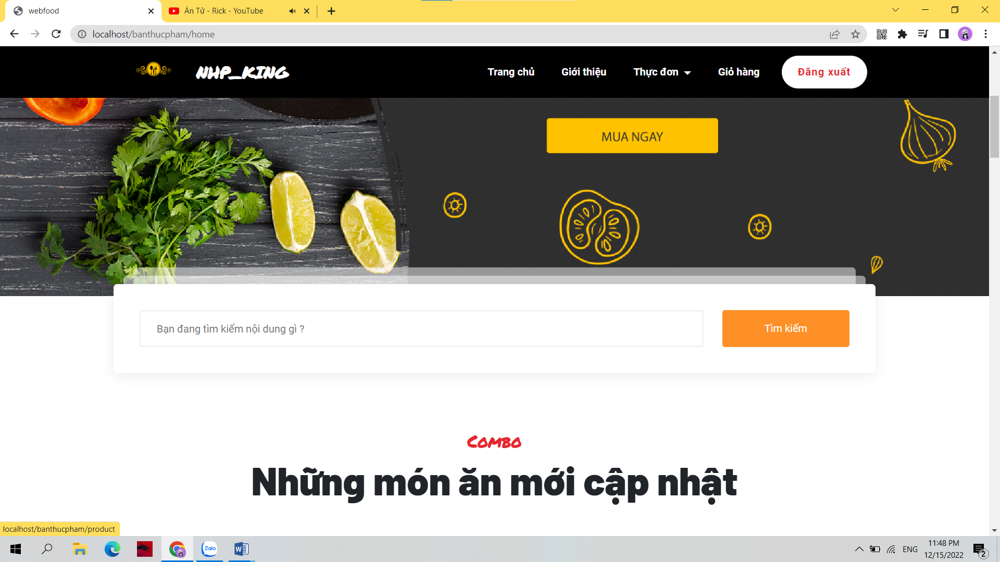 webfood
Án Tử - Rick - YouTube
localhost/banthucpham/home
NHP_KING
Trang chủ
Giới thiệu
Thực đơn
Giỏ hàng
Đăng xuất
MUA NGAY
Bạn đang tìm kiếm nội dung gì ?
Tìm kiếm
Combo
Những món ăn mới cập nhật
localhost/banthucpham/product
Zalo
W
ENG
11:48 PM
12/15/2022
2